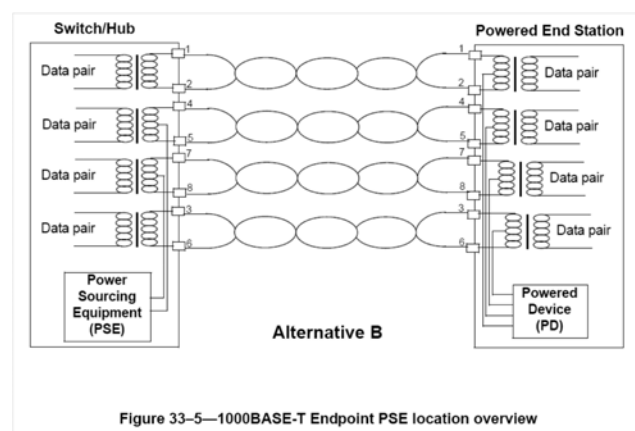 Switch/Hub
Powered End Station
1
1
Data pair
Data pair
2
2
4
4
Data pair
Data pair
5
5
7
7
Data pair
Data pair
8
8
3
3
Data pair
Data pair
6
6
Power
Sourcing
Equipment
(PSE)
Powered
Device
(PD)
Alternative B
Figure 33–5—1000BASE-T Endpoint PSE location overview